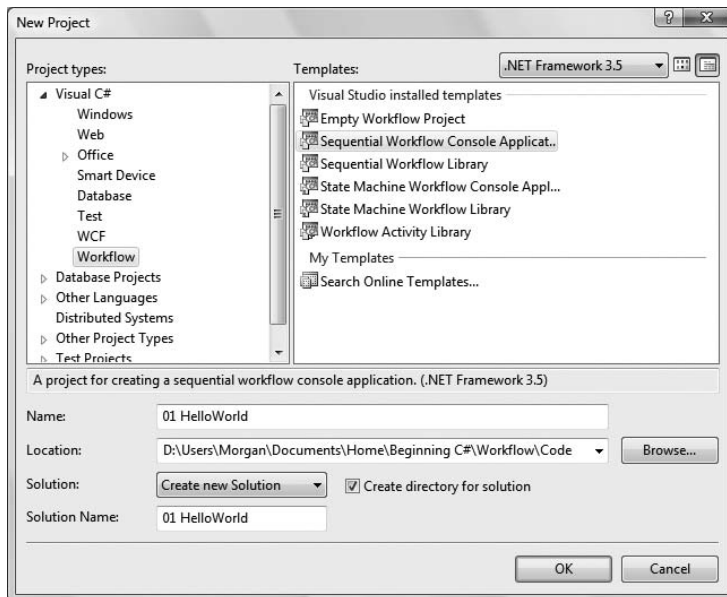 New Project
Project types:
Templates:
.NET Framework 3.5
Visual C#
Windows
Web
Office
Smart Device
Database
Test
WCF
Workflow
Database Projects
Other Languages
Distributed Systems
Other Project Types
Test Projects
Visual Studio installed templates
Empty Workflow Project
Sequential Workflow Console Applicat..
Sequential Workflow Library
State Machine Workflow Console Appl...
State Machine Workflow Library
Workflow Activity Library
My Templates
Search Online Templates...
A project for creating a sequential workflow console application. (.NET Framework 3.5)
Name:
01 HelloWorld
Location:
D:\Users\Morgan\Documents\Home\Beginning C#\Workflow\Code
Browse...
Solution:
Create new Solution
Create directory for solution
Solution Name:
01 HelloWorld
OK
Cancel